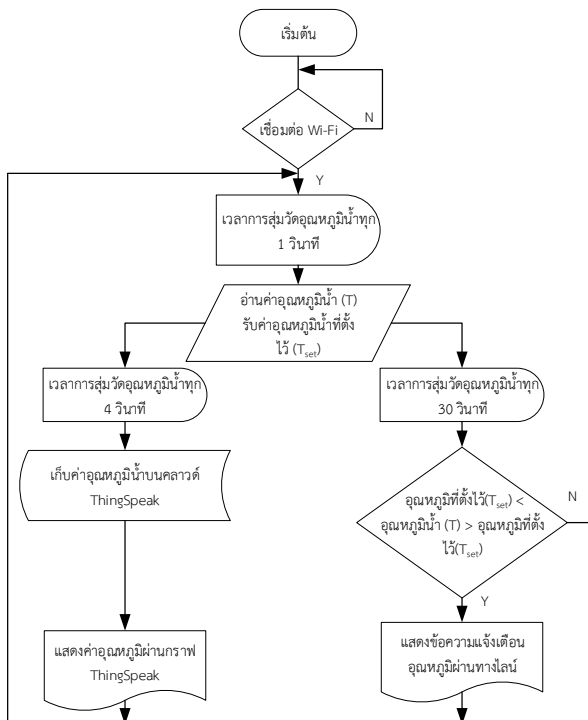 เริ่มต้น
เชื่อมต่อ Wi-Fi
N
Y
เวลาการสุ่มวัดอุณหภูมิน้ำทุก
1 วินาที
อ่านค่าอุณหภูมิน้ำ (T)
รับค่าอุณหภูมิน้ำที่ตั้ง
ไว้ (Tset)
เวลาการสุ่มวัดอุณหภูมิน้ำทุก
4 วินาที
เวลาการสุ่มวัดอุณหภูมิน้ำทุก
30 วินาที
เก็บค่าอุณหภูมิน้ำบนคลาวด์
ThingSpeak
อุณหภูมิที่ตั้งไว้(Tset) <
อุณหภูมิน้ำ (T) > อุณหภูมิที่ตั้ง
ไว้(Tset)
N
Y
แสดงค่าอุณหภูมิผ่านกราฟ
ThingSpeak
แสดงข้อความแจ้งเตือน
อุณหภูมิผ่านทางไลน์